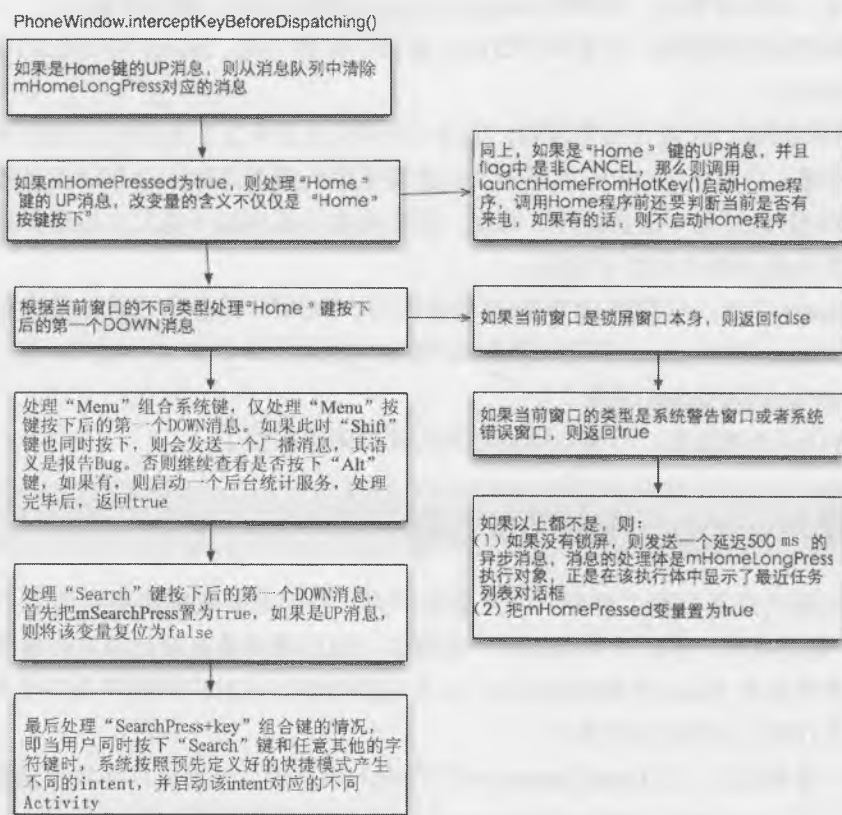 PhoneWindow.interceptKeyBeforeDispatching()
如果是Home键的UP消息，则从消息队列中清除
mHomeLongPress对应的消息
如果mHomePressed为true，则处理"Home"
键的 UP消息，改变量的含义不仅仅是 "Home"
按键按下"
同上，如果是"Home" 键的UP消息，并且
flag中 是非CANCEL，那么则调用
launcnHomeFromHotKey()启动Home程
序，调用Home程序前还要判断当前是否有
来电，如果有的话，则不启动Home程序
根据当前窗口的不同类型处理"Home"键按下
后的第一个DOWN消息
如果当前窗口是锁屏窗口本身，则返回false
如果当前窗口的类型是系统警告窗口或者系统
错误窗口，则返回true
如果以上都不是，则：
（1）如果没有锁屏，则发送一个延迟500 ms 的
异步消息，消息的处理体是mHomeLongPress
执行对象，正是在该执行体中显示了最近任务
列表对话框
（2）把mHomePressed变量置为true
处理“Menu”组合系统键，仅处理“Menu”按
键按下后的第一个DOWN消息。如果此时“Shift”
键也同时按下，则会发送一个广播消息，其语
义是报告Bug。否则继续查看是否按下“Alt”
键，如果有，则启动一个后台统计服务，处理
完毕后，返回true
处理“Search”键按下后的第一个DOWN消息，
首先把mSearchPress置为true，如果是UP消息，
则将该变量复位为false
最后处理“SearchPress+key”组合键的情况，
即当用户同时按下“Search”键和任意其他的字
符键时，系统按照预先定义好的快捷模式产生
不同的intent，并启动该intent对应的不同
Activity